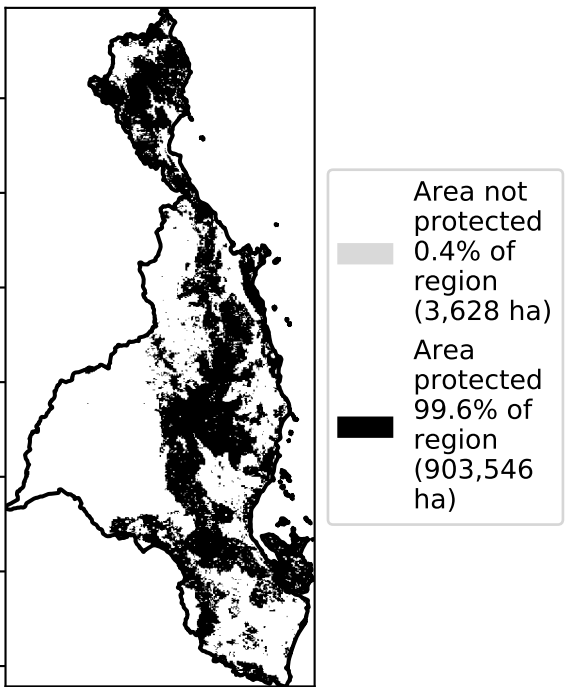 Area not
protected
0.4% of
region
(3,628 ha)
Area
protected
99.6% of
region
(903,546
ha)